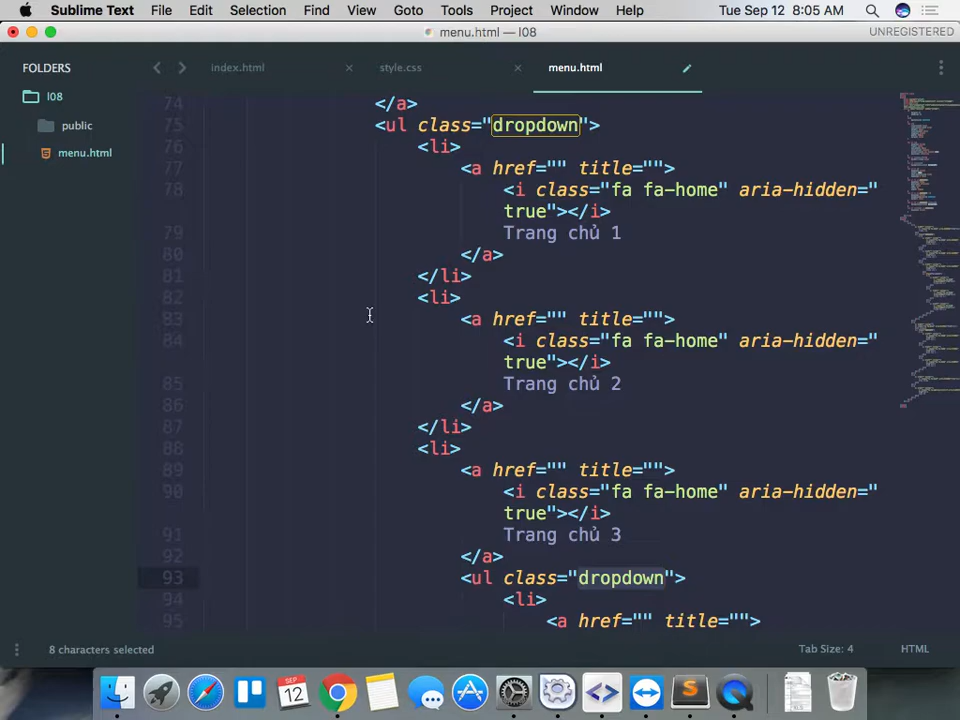 Sublime Text File Edit Selection Find View Goto Tools Project Window Help Tue Sep 12 8:05 AM
menu.html — l08 UNREGISTERED
FOLDERS index.html × style.css × menu.html
l08
public
menu.html
74 </a>
75 <ul class="dropdown">
76 <li>
77 <a href="" title="">
78 <i class="fa fa-home" aria-hidden="
true"></i>
79 Trang chủ 1
80 </a>
81 </li>
82 <li>
83 <a href="" title="">
84 <i class="fa fa-home" aria-hidden="
true"></i>
85 Trang chủ 2
86 </a>
87 </li>
88 <li>
89 <a href="" title="">
90 <i class="fa fa-home" aria-hidden="
true"></i>
91 Trang chủ 3
92 </a>
93 <ul class="dropdown">
94 <li>
95 <a href="" title="">
8 characters selected Tab Size: 4 HTML
SEP
12